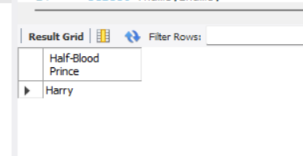 Result Grid Filter Rows:
Half-Blood
Prince
Harry